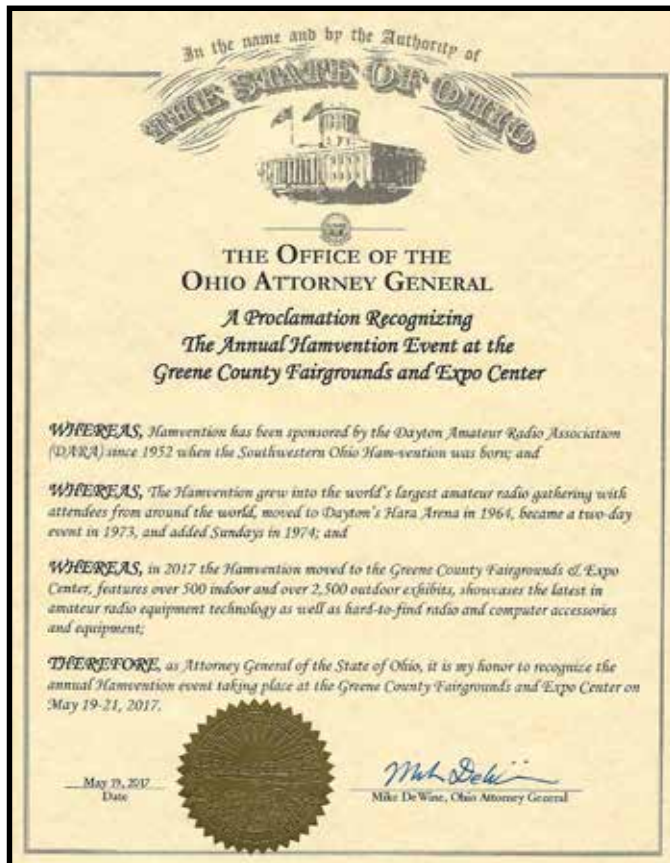 In the name and by the Authority of
THE STATE OF OHIO
THE OFFICE OF THE
OHIO ATTORNEY GENERAL
A Proclamation Recognizing
The Annual Hamvention Event at the
Greene County Fairgrounds and Expo Center
WHEREAS, Hamvention has been sponsored by the Dayton Amateur Radio Association
(DARA) since 1952 when the Southwestern Ohio Ham-vention was born; and
WHEREAS, The Hamvention grew into the world's largest amateur radio gathering with
attendees from around the world, moved to Dayton's Hara Arena in 1964, became a two-day
event in 1973, and added Sundays in 1974; and
WHEREAS, in 2017 the Hamvention moved to the Greene County Fairgrounds & Expo
Center, features over 500 indoor and over 2,500 outdoor exhibits, showcases the latest in
amateur radio equipment technology as well as hard-to-find radio and computer accessories
and equipment;
THEREFORE, as Attorney General of the State of Ohio, it is my honor to recognize the
annual Hamvention event taking place at the Greene County Fairgrounds and Expo Center on
May 19-21, 2017.
May 19, 2017
Date
Mike DeWine
Mike DeWine, Ohio Attorney General